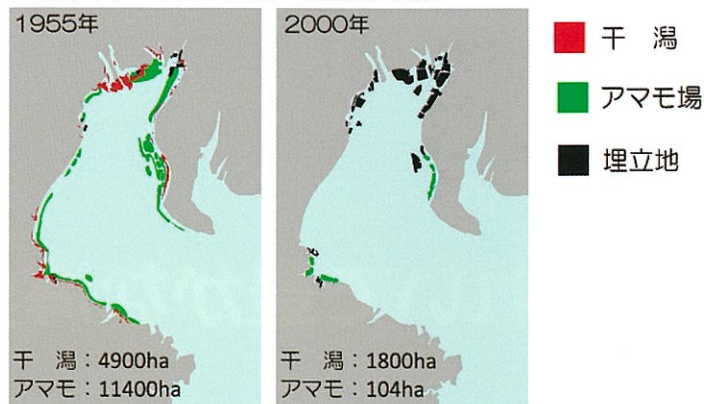 1955年
干 潟：4900ha
アマモ：11400ha
2000年
干 潟：1800ha
アマモ：104ha
干 潟
アマモ場
埋立地